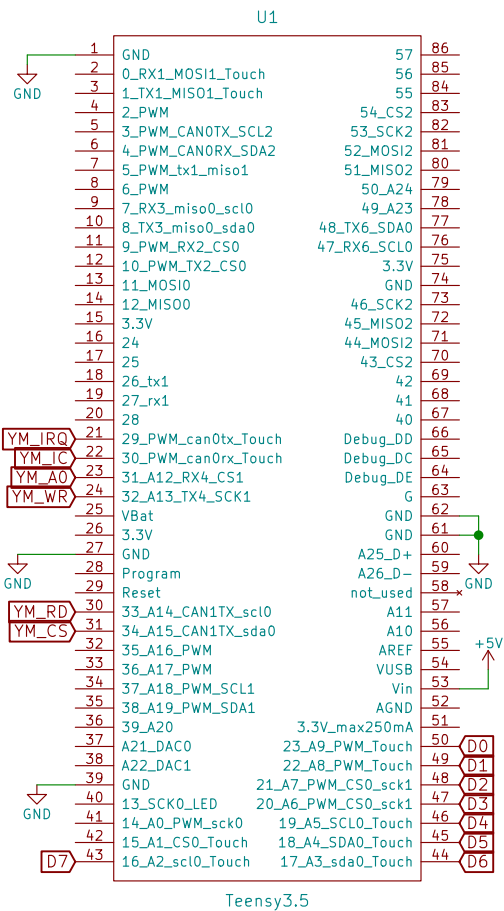 U1
1 GND 57 86
2 0_RX1_MOSI1_Touch 56 85
3 1_TX1_MISO1_Touch 55 84
4 2_PWM 54_CS2 83
5 3_PWM_CAN0TX_SCL2 53_SCK2 82
6 4_PWM_CAN0RX_SDA2 52_MOSI2 81
7 5_PWM_tx1_miso1 51_MISO2 80
8 6_PWM 50_A24 79
9 7_RX3_miso0_scl0 49_A23 78
10 8_TX3_miso0_sda0 48_TX6_SDA0 77
11 9_PWM_RX2_CS0 47_RX6_SCL0 76
12 10_PWM_TX2_CS0 3.3V 75
13 11_MOSI0 GND 74
14 12_MISO0 46_SCK2 73
15 3.3V 45_MISO2 72
16 24 44_MOSI2 71
17 25 43_CS2 70
18 26_tx1 42 69
19 27_rx1 41 68
20 28 40 67
YM_IRQ 21 29_PWM_can0tx_Touch Debug_DD 66
YM_IC 22 30_PWM_can0rx_Touch Debug_DC 65
YM_A0 23 31_A12_RX4_CS1 Debug_DE 64
YM_WR 24 32_A13_TX4_SCK1 G 63
25 VBat GND 62
26 3.3V GND 61
27 GND A25_D+ 60
GND 28 Program A26_D- 59 GND
29 Reset not_used 58
YM_RD 30 33_A14_CAN1TX_scl0 A11 57
YM_CS 31 34_A15_CAN1TX_sda0 A10 56
32 35_A16_PWM AREF 55 +5V
33 36_A17_PWM VUSB 54
34 37_A18_PWM_SCL1 Vin 53
35 38_A19_PWM_SDA1 AGND 52
36 39_A20 3.3V_max250mA 51
37 A21_DAC0 23_A9_PWM_Touch 50 D0
38 A22_DAC1 22_A8_PWM_Touch 49 D1
39 GND 21_A7_PWM_CS0_sck1 48 D2
40 13_SCK0_LED 20_A6_PWM_CS0_sck1 47 D3
GND 41 14_A0_PWM_sck0 19_A5_SCL0_Touch 46 D4
42 15_A1_CS0_Touch 18_A4_SDA0_Touch 45 D5
D7 43 16_A2_scl0_Touch 17_A3_sda0_Touch 44 D6
Teensy3.5
GND